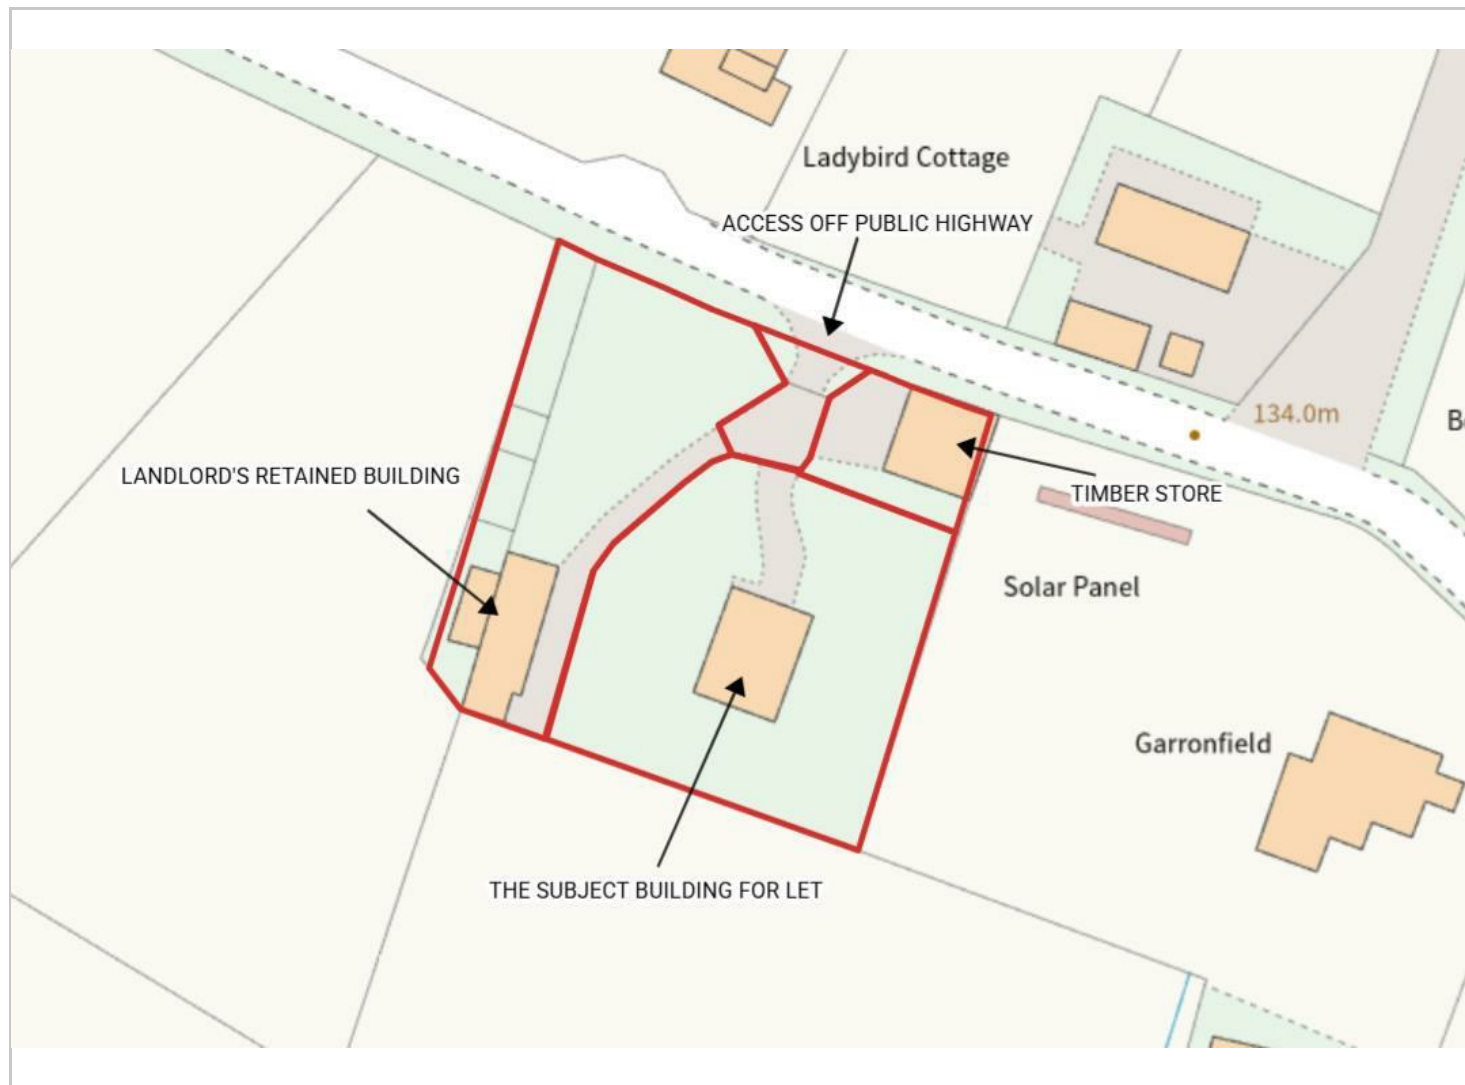 Ladybird Cottage
ACCESS OFF PUBLIC HIGHWAY
134.0m
LANDLORD'S RETAINED BUILDING
TIMBER STORE
Solar Panel
Garronfield
THE SUBJECT BUILDING FOR LET